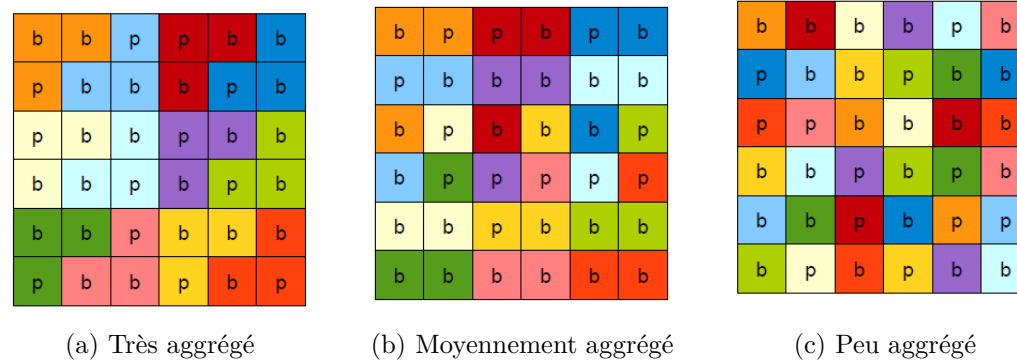 b b p p b b
p b b b p b
p b b p b b
b b p b p b
b b p b b b
p b b p b p
(a) Très aggrégé
b p p b p b
p b b b b b
b p b b b p
b p p p p p
b b p b b b
b b b b b b
(b) Moyennement aggrégé
b b b b p b
p b b p b b
p p b b b b
b b p b p b
b b p b p p
b p b p b b
(c) Peu aggrégé